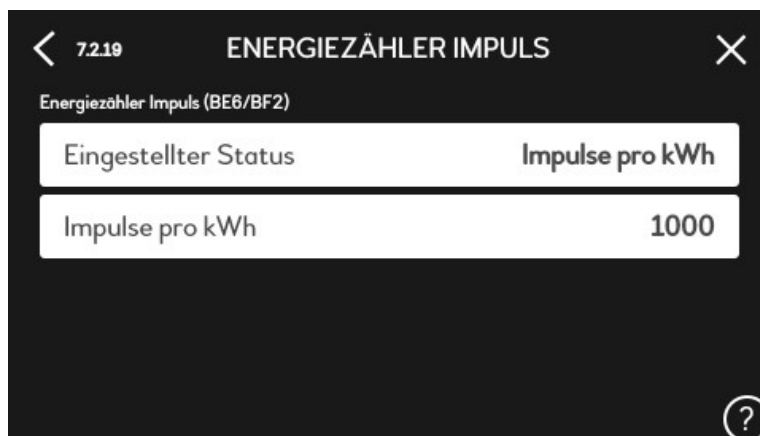 7.2.19 ENERGIEZÄHLER IMPULS
Energiezähler Impuls (BE6/BF2)
Eingestellter Status Impulse pro kWh
Impulse pro kWh 1000
?